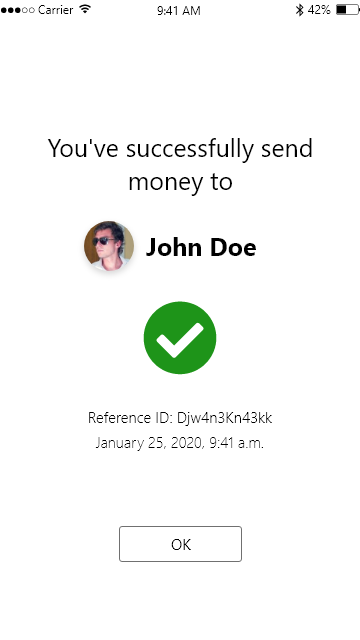 Carrier 9:41 AM 42%
You've successfully send
money to
John Doe
Reference ID: Djw4n3Kn43kk
January 25, 2020, 9:41 a.m.
OK